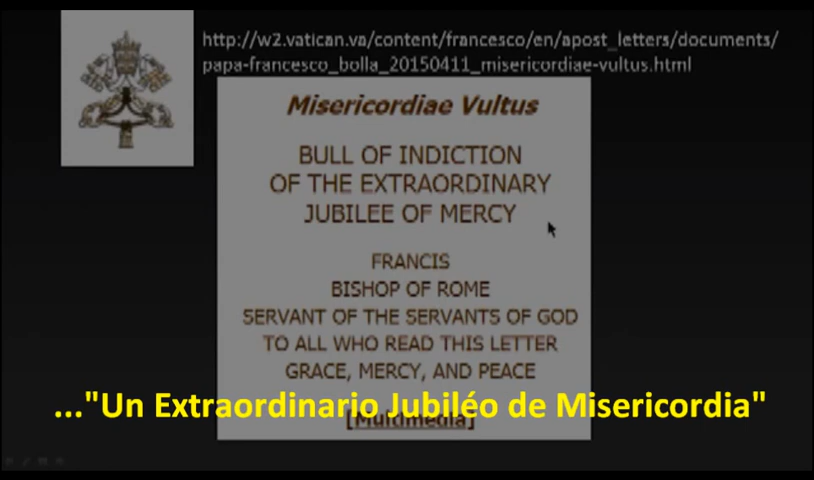 http://w2.vatican.va/content/francesco/en/apost_letters/documents/
papa-francesco_bolla_20150411_misericordiae-vultus.html
Misericordiae Vultus
BULL OF INDICTION
OF THE EXTRAORDINARY
JUBILEE OF MERCY
FRANCIS
BISHOP OF ROME
SERVANT OF THE SERVANTS OF GOD
TO ALL WHO READ THIS LETTER
GRACE, MERCY, AND PEACE
..."Un Extraordinario Jubiléo de Misericordia"
[Multimedia]